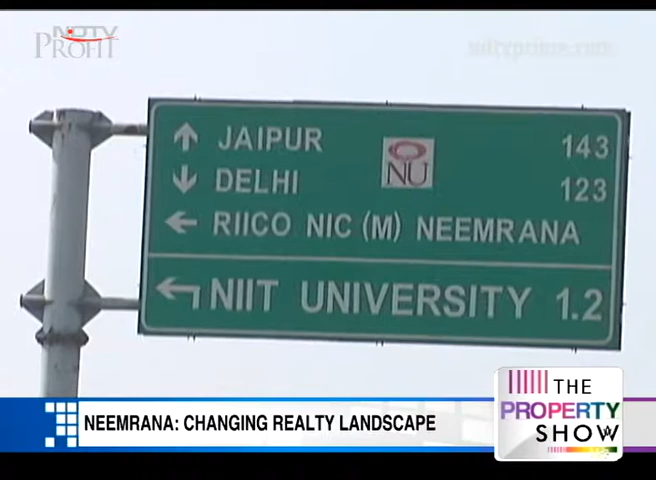 NDTV
PROFIT
ndtvprime.com
JAIPUR 143
NU
DELHI 123
RIICO NIC (M) NEEMRANA
NIIT UNIVERSITY 1.2
NEEMRANA: CHANGING REALTY LANDSCAPE
THE
PROPERTY
SHOW